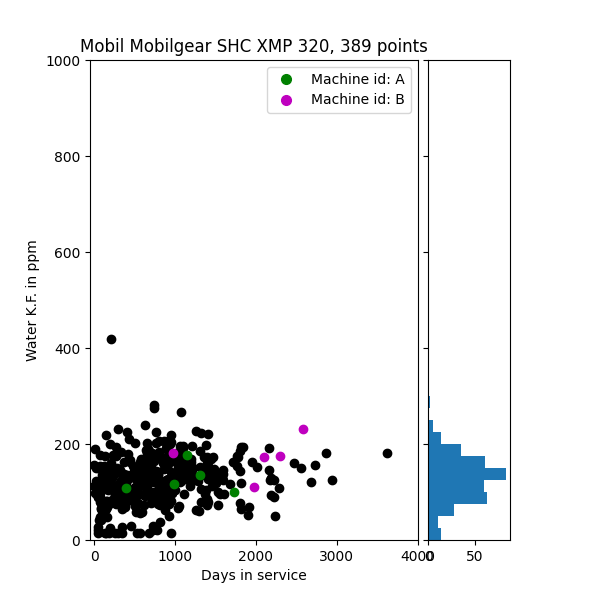 Mobil Mobilgear SHC XMP 320, 389 points
Machine id: A
Machine id: B
Water K.F. in ppm
1000
800
600
400
200
0
0 1000 2000 3000 4000
0 50
Days in service